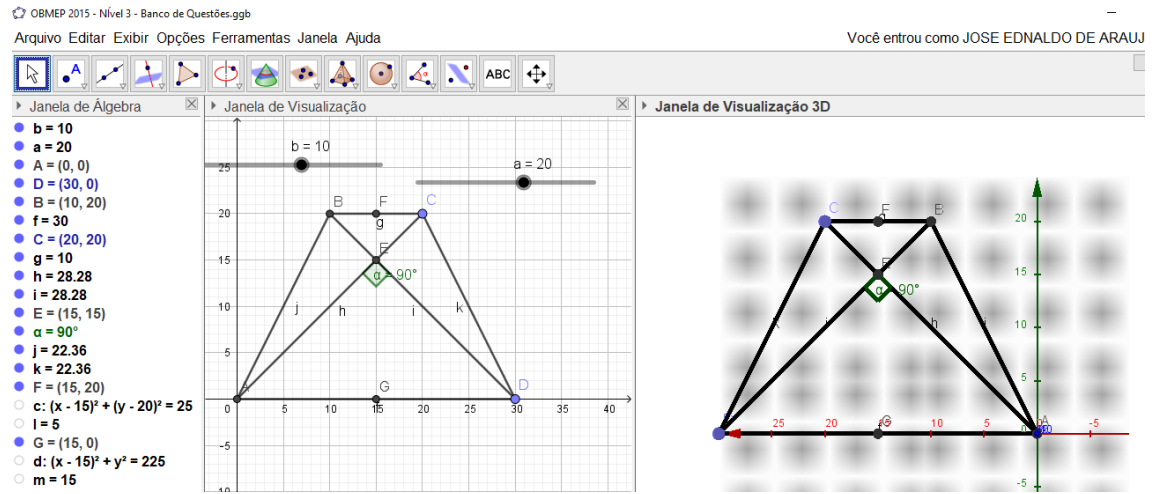 OBMEP 2015 - Nível 3 - Banco de Questões.ggb
Arquivo Editar Exibir Opções Ferramentas Janela Ajuda
Você entrou como JOSE EDNALDO DE ARAUJ
A
α
ABC
Janela de Álgebra
Janela de Visualização
Janela de Visualização 3D
b = 10
a = 20
A = (0, 0)
D = (30, 0)
B = (10, 20)
f = 30
C = (20, 20)
g = 10
h = 28.28
i = 28.28
E = (15, 15)
α = 90°
j = 22.36
k = 22.36
F = (15, 20)
c: (x - 15)² + (y - 20)² = 25
l = 5
G = (15, 0)
d: (x - 15)² + y² = 225
m = 15
b = 10
25
a = 20
B F C
20
g
E
15
α = 90°
10
j h i k
5
A G D
0 5 10 15 20 25 30 35 40
-5
-10
C F B
20
g
E
15
α 90°
10
k h
5
G A
25 20 15 10 5 0 -5
-5